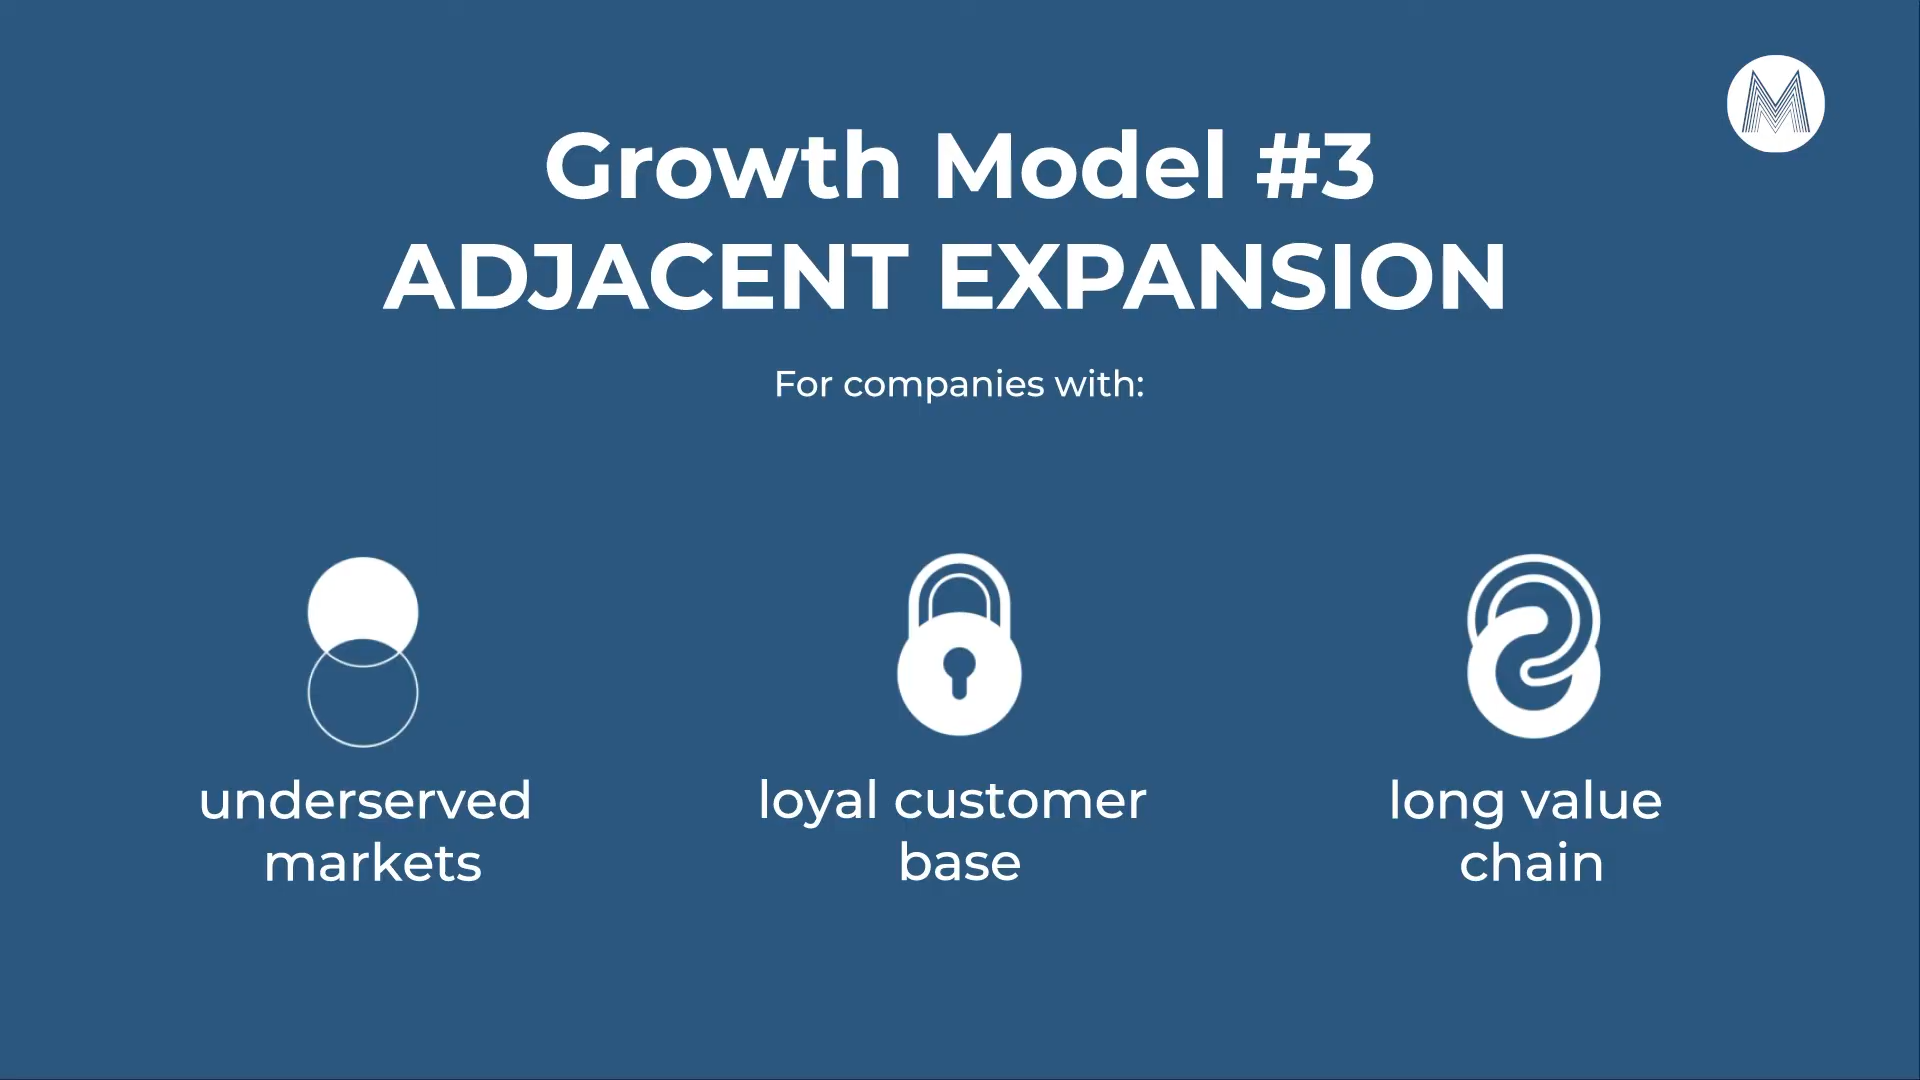 M
Growth Model #3
ADJACENT EXPANSION
For companies with:
underserved
markets
loyal customer
base
long value
chain